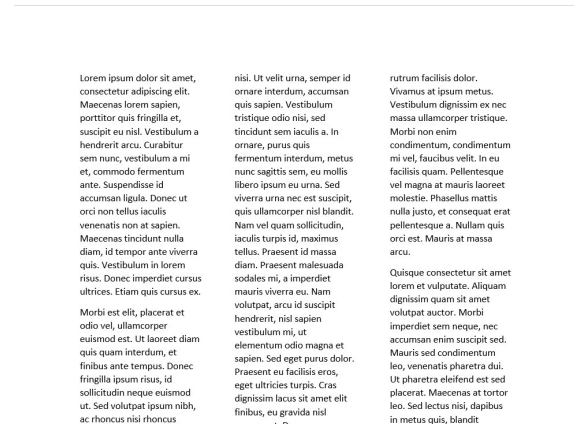 Lorem ipsum dolor sit amet,
consectetur adipiscing elit.
Maecenas lorem sapien,
porttitor quis fringilla et,
suscipit eu nisl. Vestibulum a
hendrerit arcu. Curabitur
sem nunc, vestibulum a mi
et, commodo fermentum
ante. Suspendisse id
accumsan ligula. Donec ut
orci non tellus iaculis
venenatis non at sapien.
Maecenas tincidunt nulla
diam, id tempor ante viverra
quis. Vestibulum in lorem
risus. Donec imperdiet cursus
ultrices. Etiam quis cursus ex.
Morbi est elit, placerat et
odio vel, ullamcorper
euismod est. Ut laoreet diam
quis quam interdum, et
finibus ante tempus. Donec
fringilla ipsum risus, id
sollicitudin neque euismod
ut. Sed volutpat ipsum nibh,
ac rhoncus nisi rhoncus
nisi. Ut velit urna, semper id
ornare interdum, accumsan
quis sapien. Vestibulum
tristique odio nisi, sed
tincidunt sem iaculis a. In
ornare, purus quis
fermentum interdum, metus
nunc sagittis sem, eu mollis
libero ipsum eu urna. Sed
viverra urna nec est suscipit,
quis ullamcorper nisl blandit.
Nam vel quam sollicitudin,
iaculis turpis id, maximus
tellus. Praesent id massa
diam. Praesent malesuada
sodales mi, a imperdiet
mauris viverra eu. Nam
volutpat, arcu id suscipit
hendrerit, nisl sapien
vestibulum mi, ut
elementum odio magna et
sapien. Sed eget purus dolor.
Praesent eu facilisis eros,
eget ultricies turpis. Cras
dignissim lacus sit amet elit
finibus, eu gravida nisl
rutrum facilisis dolor.
Vivamus at ipsum metus.
Vestibulum dignissim ex nec
massa ullamcorper tristique.
Morbi non enim
condimentum, condimentum
mi vel, faucibus velit. In eu
facilisis quam. Pellentesque
vel magna at mauris laoreet
molestie. Phasellus mattis
nulla justo, et consequat erat
pellentesque a. Nullam quis
orci est. Mauris at massa
arcu.
Quisque consectetur sit amet
lorem et vulputate. Aliquam
dignissim quam sit amet
volutpat auctor. Morbi
imperdiet sem neque, nec
accumsan enim suscipit sed.
Mauris sed condimentum
leo, venenatis pharetra dui.
Ut pharetra eleifend est sed
placerat. Maecenas at tortor
leo. Sed lectus nisi, dapibus
in metus quis, blandit